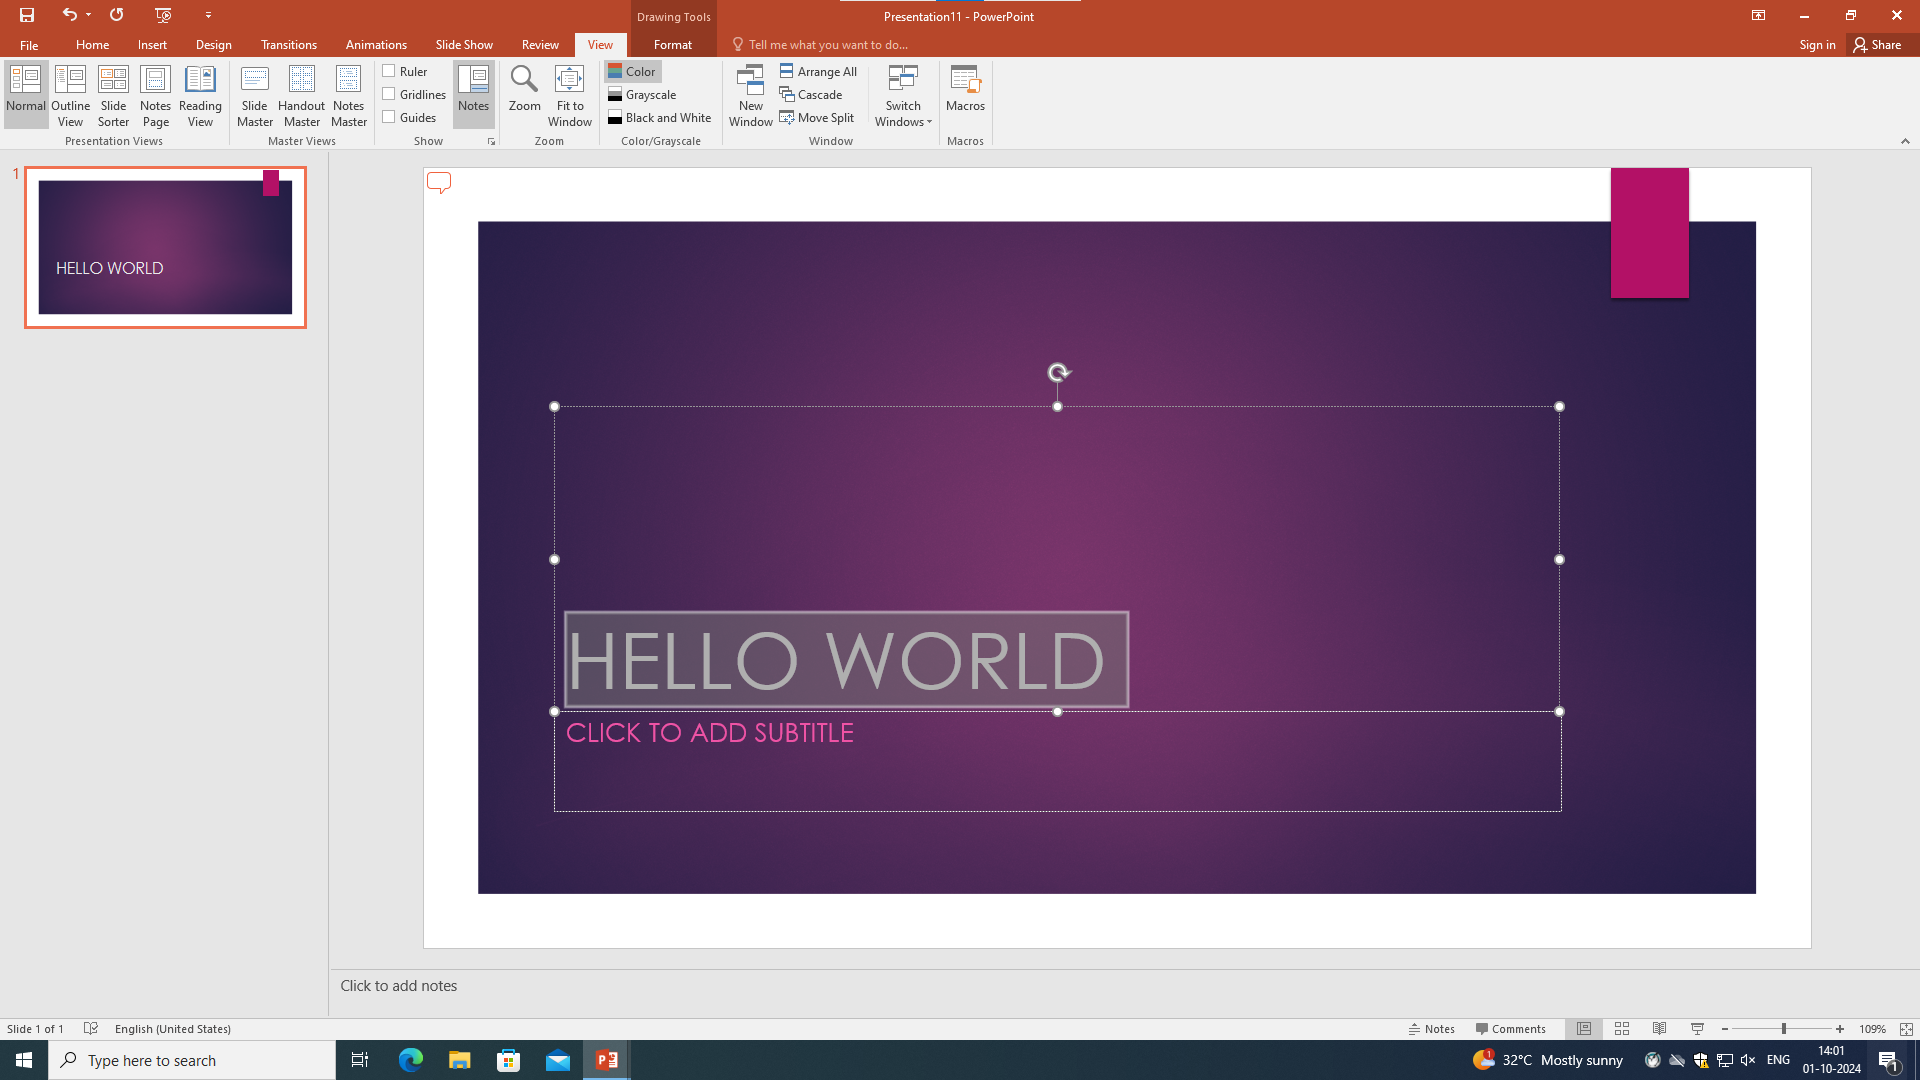 Drawing Tools
Presentation11 - PowerPoint
File
Home
Insert
Design
Transitions
Animations
Slide Show
Review
View
Format
Tell me what you want to do...
Sign in
Share
Normal
Outline View
Slide Sorter
Notes Page
Reading View
Presentation Views
Slide Master
Handout Master
Notes Master
Master Views
Ruler
Gridlines
Guides
Show
Notes
Zoom
Fit to Window
Zoom
Color
Grayscale
Black and White
Color/Grayscale
New Window
Arrange All
Cascade
Move Split
Switch Windows
Window
Macros
Macros
1
HELLO WORLD
HELLO WORLD
CLICK TO ADD SUBTITLE
Click to add notes
Slide 1 of 1
English (United States)
Notes
Comments
109%
Type here to search
1
32°C Mostly sunny
ENG
14:01
01-10-2024
1